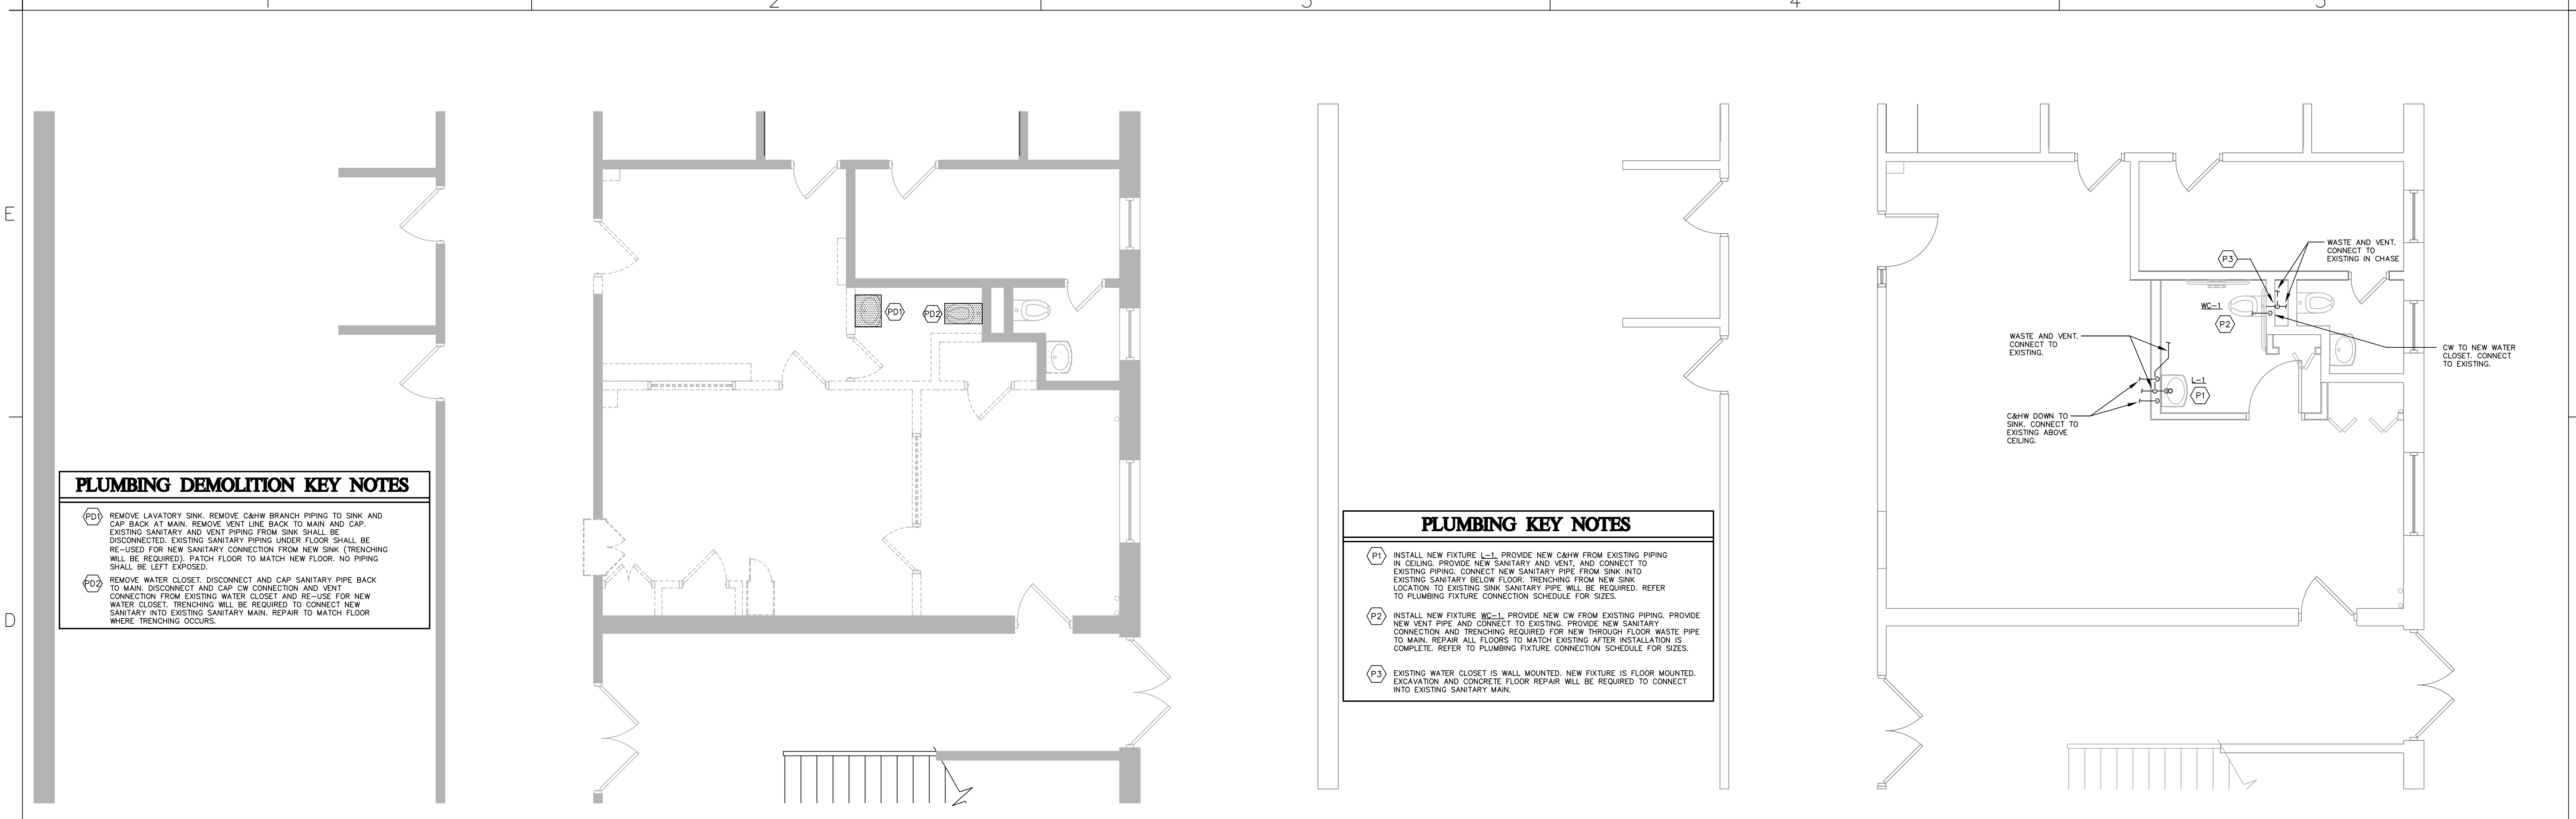 1 2 3 4 5
E
D
PD1
PD2
PLUMBING DEMOLITION KEY NOTES
PD1 REMOVE LAVATORY SINK. REMOVE C&HW BRANCH PIPING TO SINK AND
CAP BACK AT MAIN. REMOVE VENT LINE BACK TO MAIN AND CAP.
EXISTING SANITARY AND VENT PIPING FROM SINK SHALL BE
DISCONNECTED. EXISTING SANITARY PIPING UNDER FLOOR SHALL BE
RE-USED FOR NEW SANITARY CONNECTION FROM NEW SINK (TRENCHING
WILL BE REQUIRED). PATCH FLOOR TO MATCH NEW FLOOR. NO PIPING
SHALL BE LEFT EXPOSED.
PD2 REMOVE WATER CLOSET. DISCONNECT AND CAP SANITARY PIPE BACK
TO MAIN. DISCONNECT AND CAP CW CONNECTION AND VENT
CONNECTION FROM EXISTING WATER CLOSET AND RE-USE FOR NEW
WATER CLOSET. TRENCHING WILL BE REQUIRED TO CONNECT NEW
SANITARY INTO EXISTING SANITARY MAIN. REPAIR TO MATCH FLOOR
WHERE TRENCHING OCCURS.
PLUMBING KEY NOTES
P1 INSTALL NEW FIXTURE L-1. PROVIDE NEW C&HW FROM EXISTING PIPING
IN CEILING. PROVIDE NEW SANITARY AND VENT, AND CONNECT TO
EXISTING PIPING. CONNECT NEW SANITARY PIPE FROM SINK INTO
EXISTING SANITARY BELOW FLOOR. TRENCHING FROM NEW SINK
LOCATION TO EXISTING SINK SANITARY PIPE WILL BE REQUIRED. REFER
TO PLUMBING FIXTURE CONNECTION SCHEDULE FOR SIZES.
P2 INSTALL NEW FIXTURE WC-1. PROVIDE NEW CW FROM EXISTING PIPING. PROVIDE
NEW VENT PIPE AND CONNECT TO EXISTING. PROVIDE NEW SANITARY
CONNECTION AND TRENCHING REQUIRED FOR NEW THROUGH FLOOR WASTE PIPE
TO MAIN. REPAIR ALL FLOORS TO MATCH EXISTING AFTER INSTALLATION IS
COMPLETE. REFER TO PLUMBING FIXTURE CONNECTION SCHEDULE FOR SIZES.
P3 EXISTING WATER CLOSET IS WALL MOUNTED. NEW FIXTURE IS FLOOR MOUNTED.
EXCAVATION AND CONCRETE FLOOR REPAIR WILL BE REQUIRED TO CONNECT
INTO EXISTING SANITARY MAIN.
WASTE AND VENT.
CONNECT TO
EXISTING IN CHASE
P3
WC-1
P2
WASTE AND VENT.
CONNECT TO
EXISTING.
CW TO NEW WATER
CLOSET. CONNECT
TO EXISTING.
L-1
P1
C&HW DOWN TO
SINK. CONNECT TO
EXISTING ABOVE
CEILING.